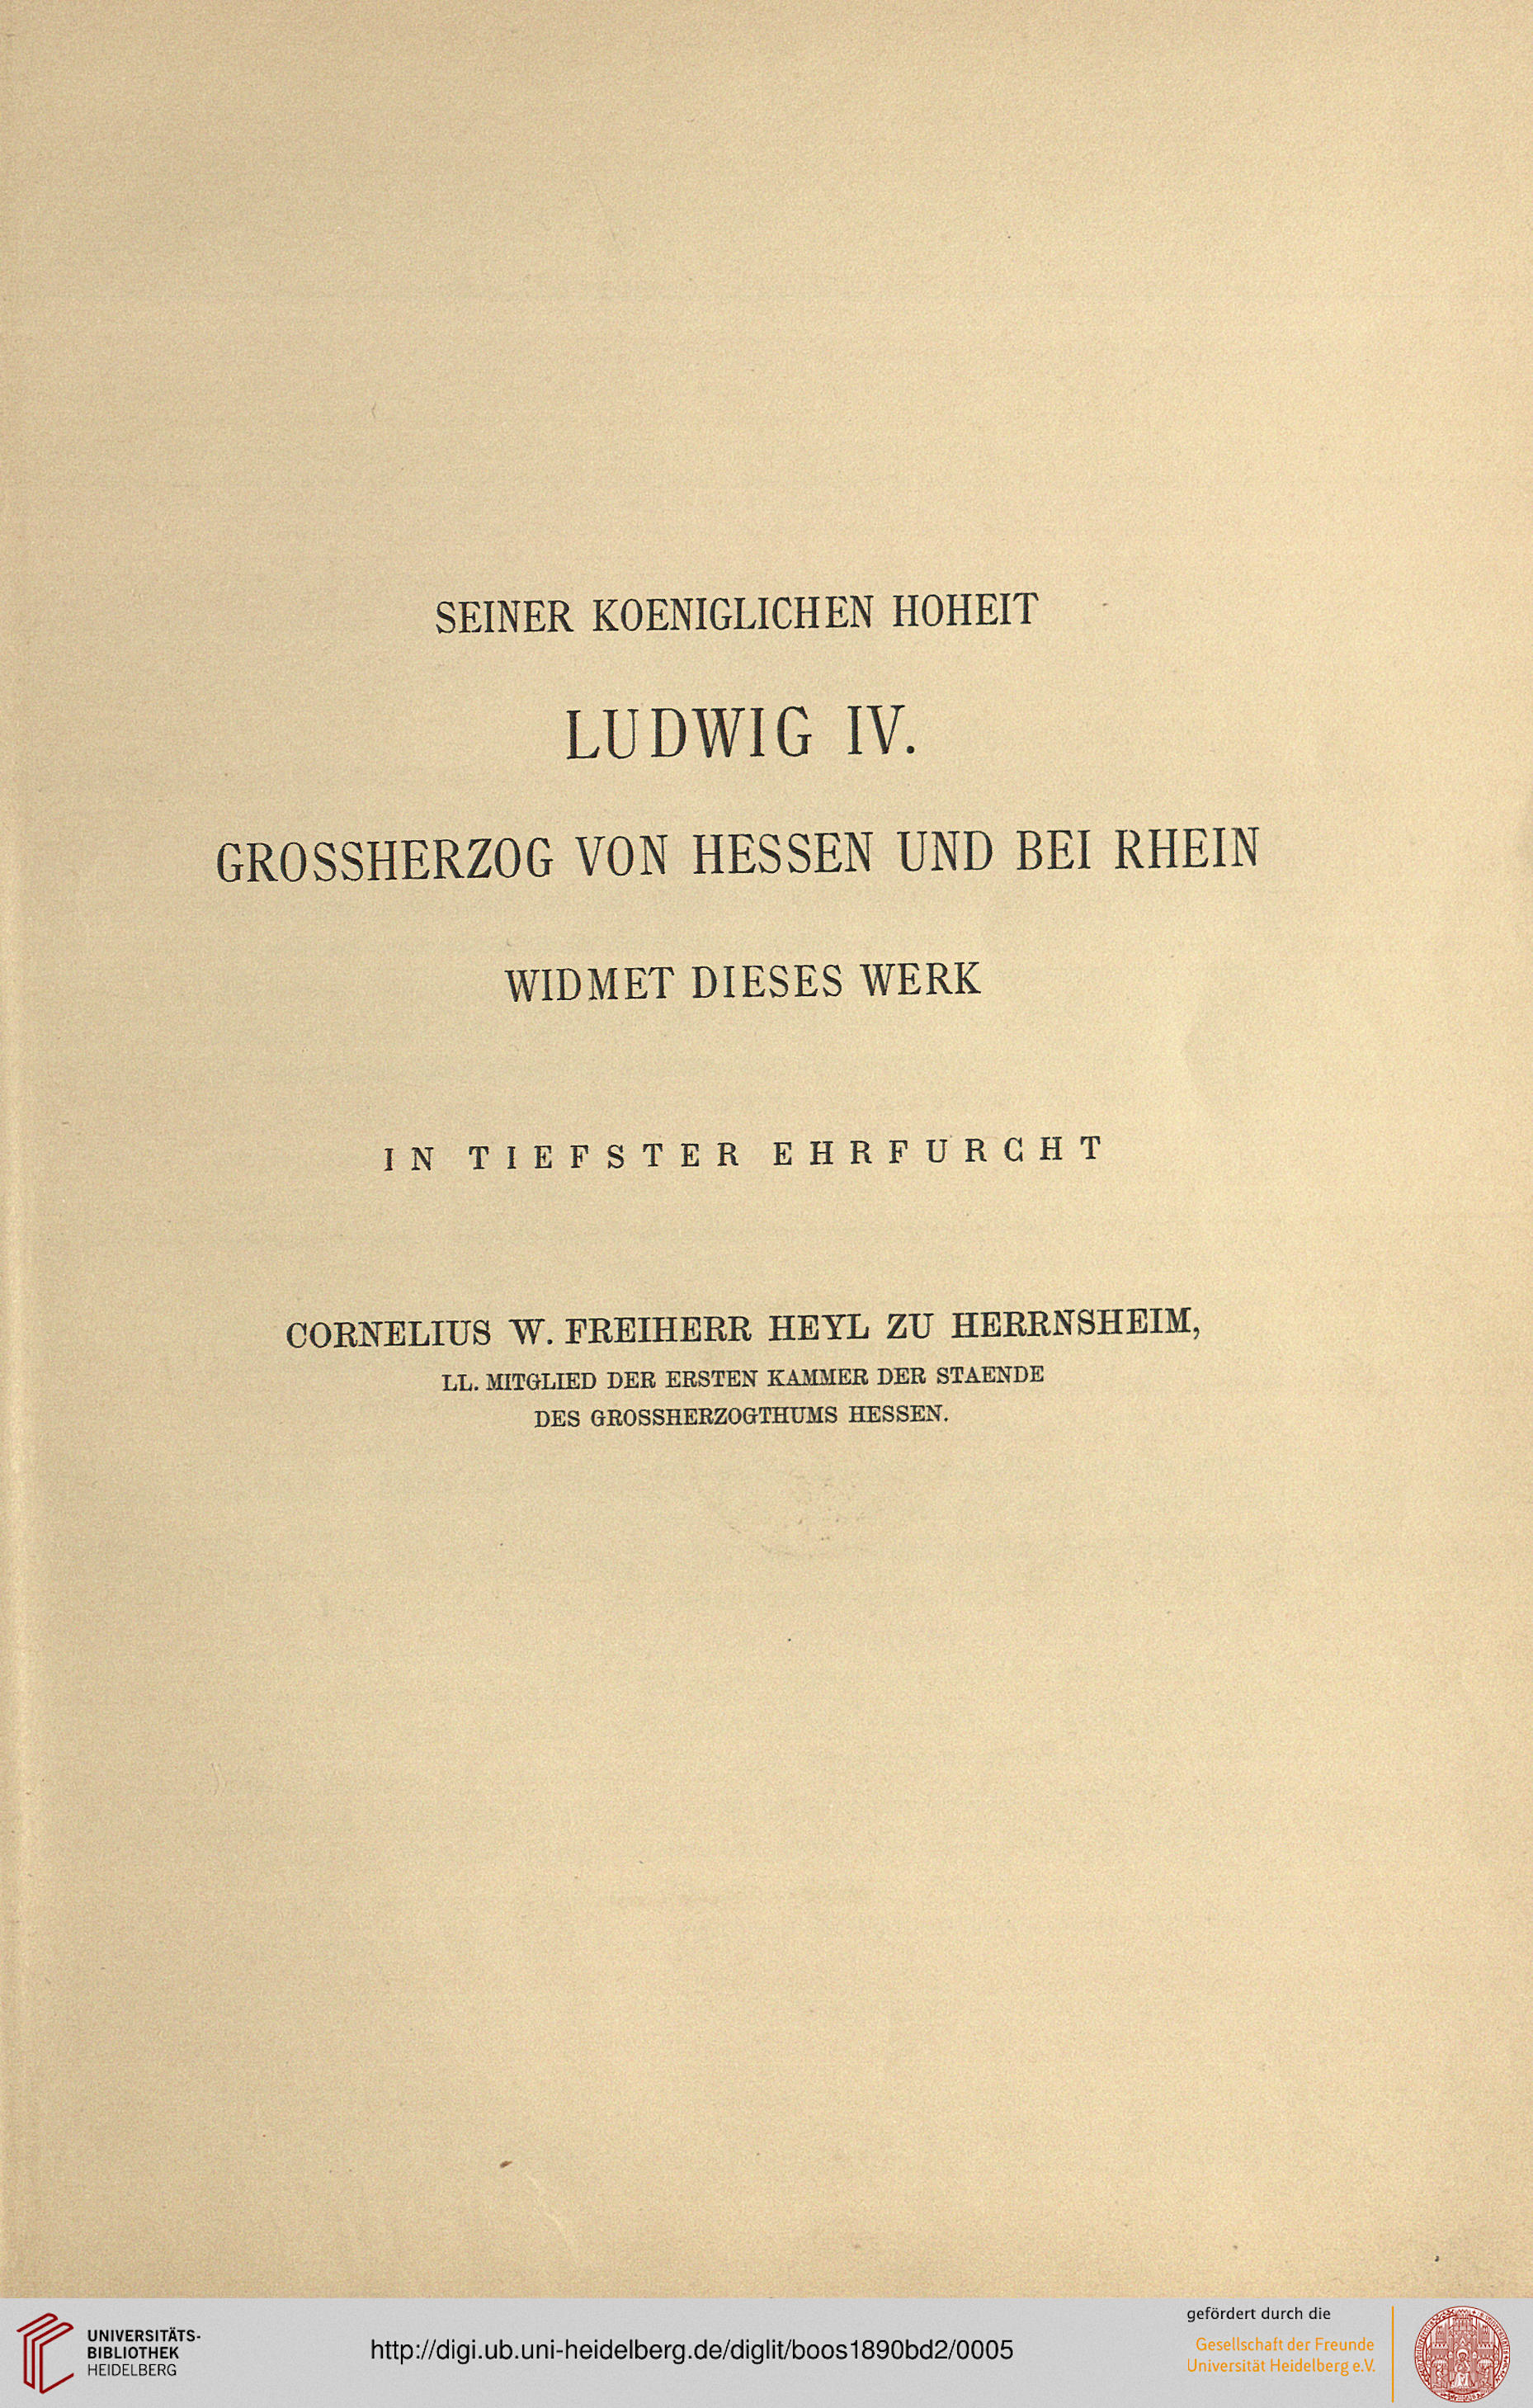 SEINER KOENIGLICHEN HOHEIT
LUDWIG IV.
GROSSHERZOG VON HESSEN UND BEI RHEIN
WIDMET DIESES WERK
IN TIEFSTER EHRFURCHT
CORNELIUS W. FREIHERR HEYL ZU HERRNSHEIM,
LL. MITGLIED DER ERSTEN KAMMER DER STAENDE
DES GROSSHERZOGTHUMS HESSEN.
UNIVERSITÄTS-
BIBLIOTHEK
HEIDELBERG
http://digi.ub.uni-heidelberg.de/diglit/boos1890bd2/0005
gefördert durch die
Gesellschaft der Freunde
Universität Heidelberg e.V.